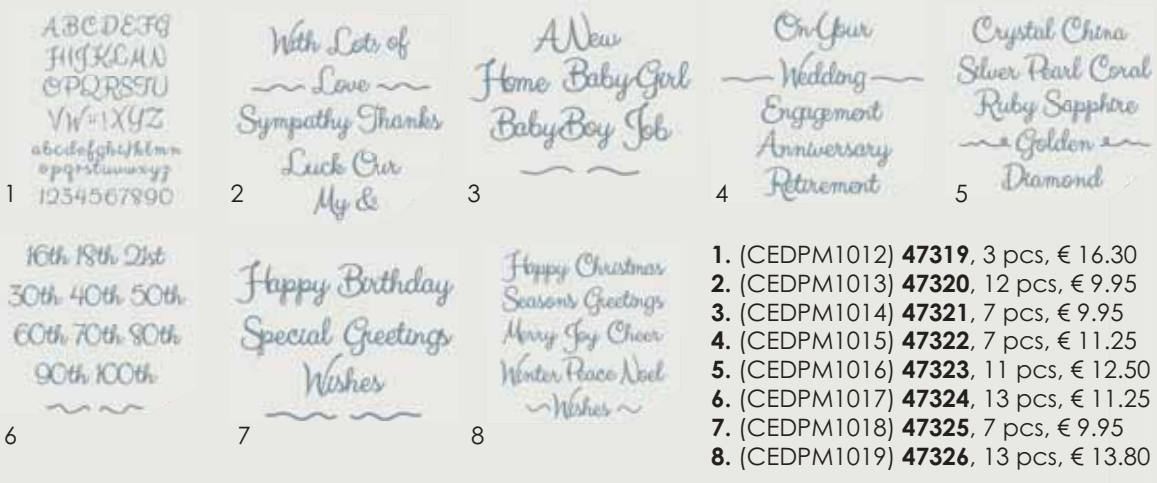 ABCDEFG
HIJKLMN
OPQRSTU
VW=!XYZ
abcdefghijklmn
opqrstuvwxyz
1234567890
1
With Lots of
Love
Sympathy Thanks
Luck Our
My &
2
A New
Home Baby Girl
Baby Boy Job
3
On Your
Wedding
Engagement
Anniversary
Retirement
4
Crystal China
Silver Pearl Coral
Ruby Sapphire
Golden
Diamond
5
16th 18th 21st
30th 40th 50th
60th 70th 80th
90th 100th
6
Happy Birthday
Special Greetings
Wishes
7
Happy Christmas
Seasons Greetings
Merry Joy Cheer
Winter Peace Noel
Wishes
8
1. (CEDPM1012) 47319, 3 pcs, € 16.30
2. (CEDPM1013) 47320, 12 pcs, € 9.95
3. (CEDPM1014) 47321, 7 pcs, € 9.95
4. (CEDPM1015) 47322, 7 pcs, € 11.25
5. (CEDPM1016) 47323, 11 pcs, € 12.50
6. (CEDPM1017) 47324, 13 pcs, € 11.25
7. (CEDPM1018) 47325, 7 pcs, € 9.95
8. (CEDPM1019) 47326, 13 pcs, € 13.80